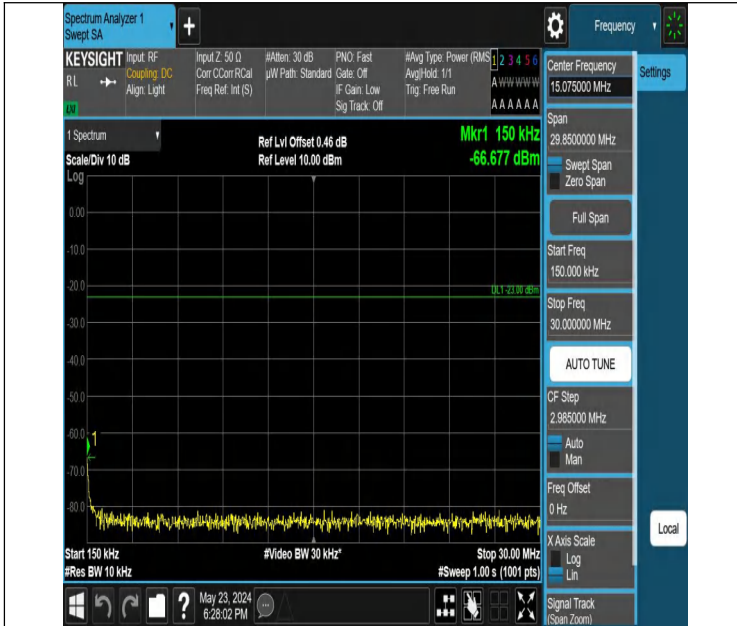 Spectrum Analyzer 1
Swept SA
+
Frequency
KEYSIGHT
RL
Input: RF
Coupling: DC
Align: Light
Input Z: 50 Ω
Corr CCorr RCal
Freq Ref: Int (S)
#Atten: 30 dB
µW Path: Standard
PNO: Fast
Gate: Off
IF Gain: Low
Sig Track: Off
#Avg Type: Power (RMS
Avg|Hold: 1/1
Trig: Free Run
1 2 3 4 5 6
A W W W W W
A A A A A A
1 Spectrum
Scale/Div 10 dB
Ref Lvl Offset 0.46 dB
Ref Level 10.00 dBm
Mkr1 150 kHz
-66.677 dBm
Log
0.00
-10.0
-20.0
DL1 -23.00 dBm
-30.0
-40.0
-50.0
-60.0
1
-70.0
-80.0
Start 150 kHz
#Video BW 30 kHz*
Stop 30.00 MHz
#Res BW 10 kHz
#Sweep 1.00 s (1001 pts)
?
May 23, 2024
6:28:02 PM
Center Frequency
15.075000 MHz
Settings
Span
29.8500000 MHz
Swept Span
Zero Span
Full Span
Start Freq
150.000 kHz
Stop Freq
30.000000 MHz
AUTO TUNE
CF Step
2.985000 MHz
Auto
Man
Freq Offset
0 Hz
Local
X Axis Scale
Log
Lin
Signal Track
(Span Zoom)